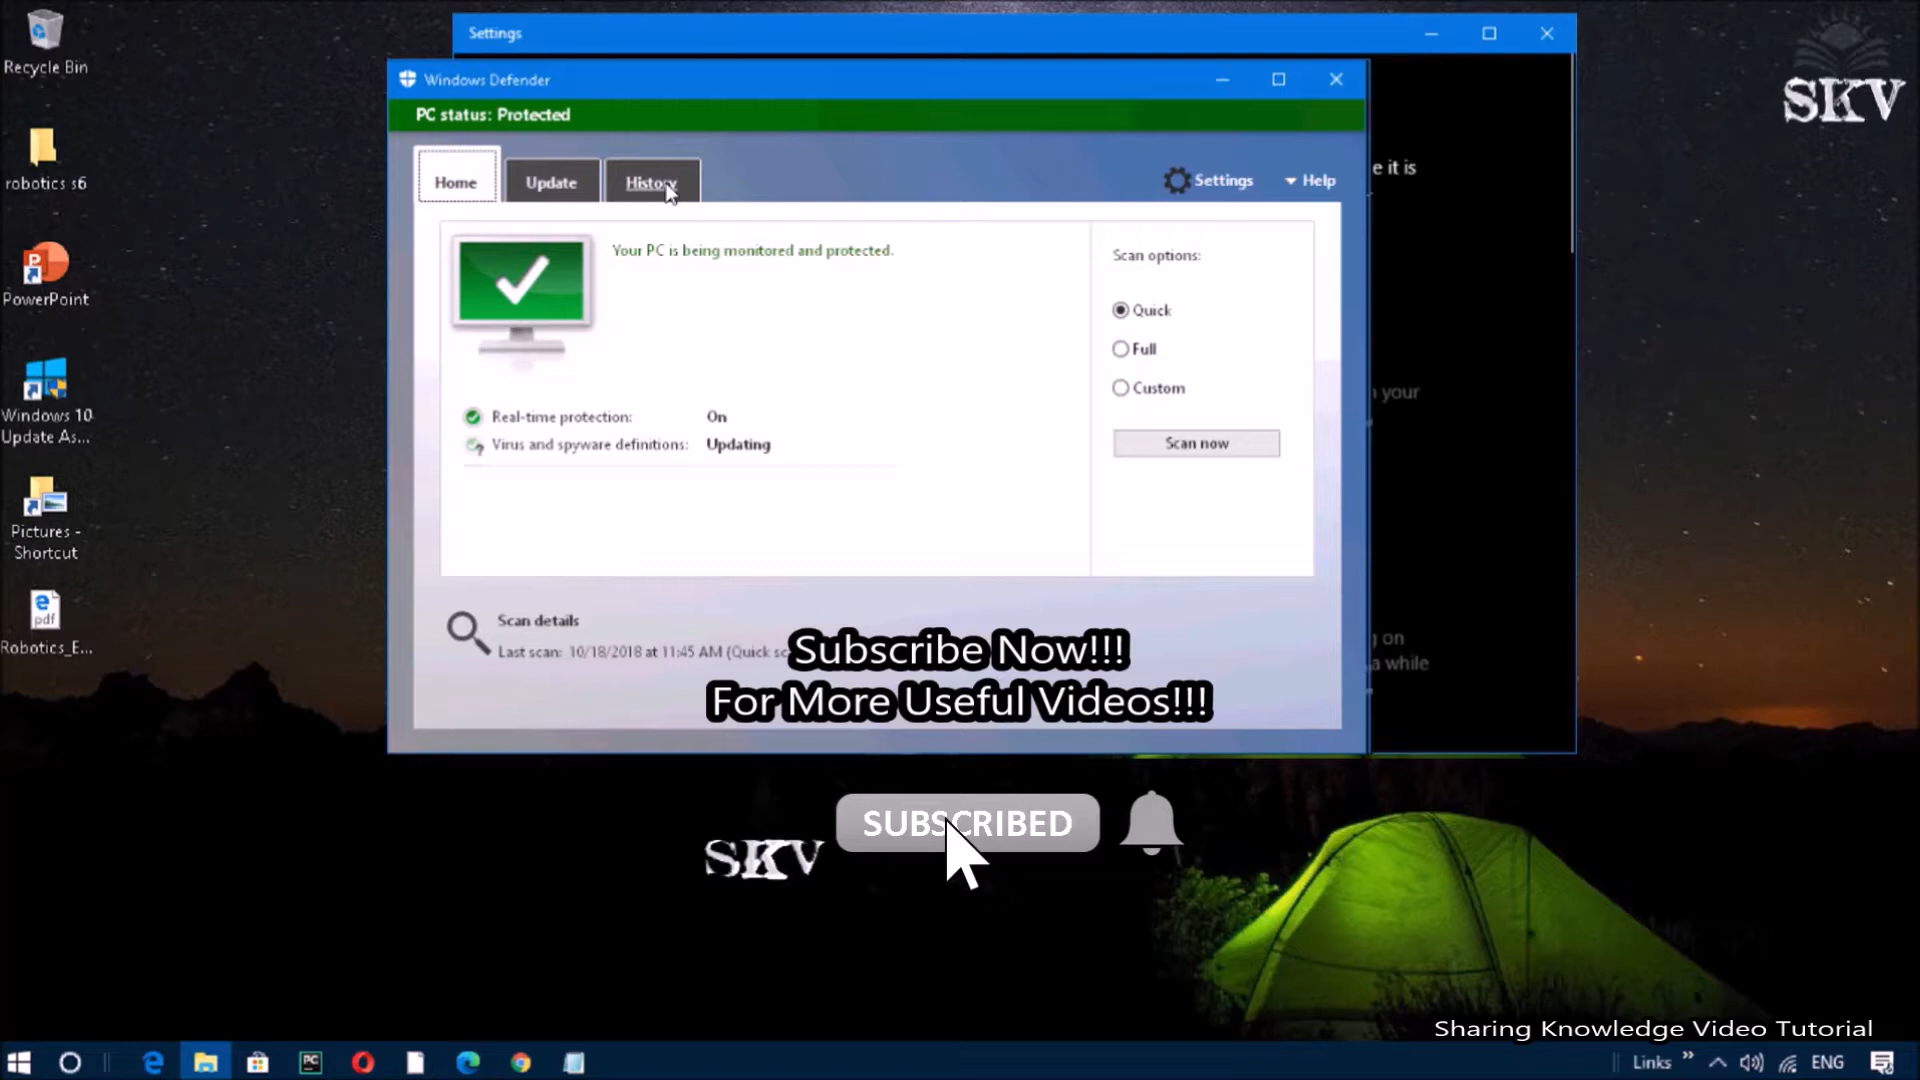 Recycle Bin
robotics s6
PowerPoint
Windows 10
Update As...
Pictures -
Shortcut
pdf
Robotics_E...
Settings
Windows Defender
PC status: Protected
Home
Update
History
Settings
Help
Your PC is being monitored and protected.
Scan options:
Quick
Full
Custom
Scan now
Real-time protection:
On
Virus and spyware definitions:
Updating
Scan details
Last scan: 10/18/2018 at 11:45 AM (Quick sc
e it is
your
on
a while
SKV
Subscribe Now!!!
For More Useful Videos!!!
SUBSCRIBED
SKV
Sharing Knowledge Video Tutorial
PC
Links
ENG